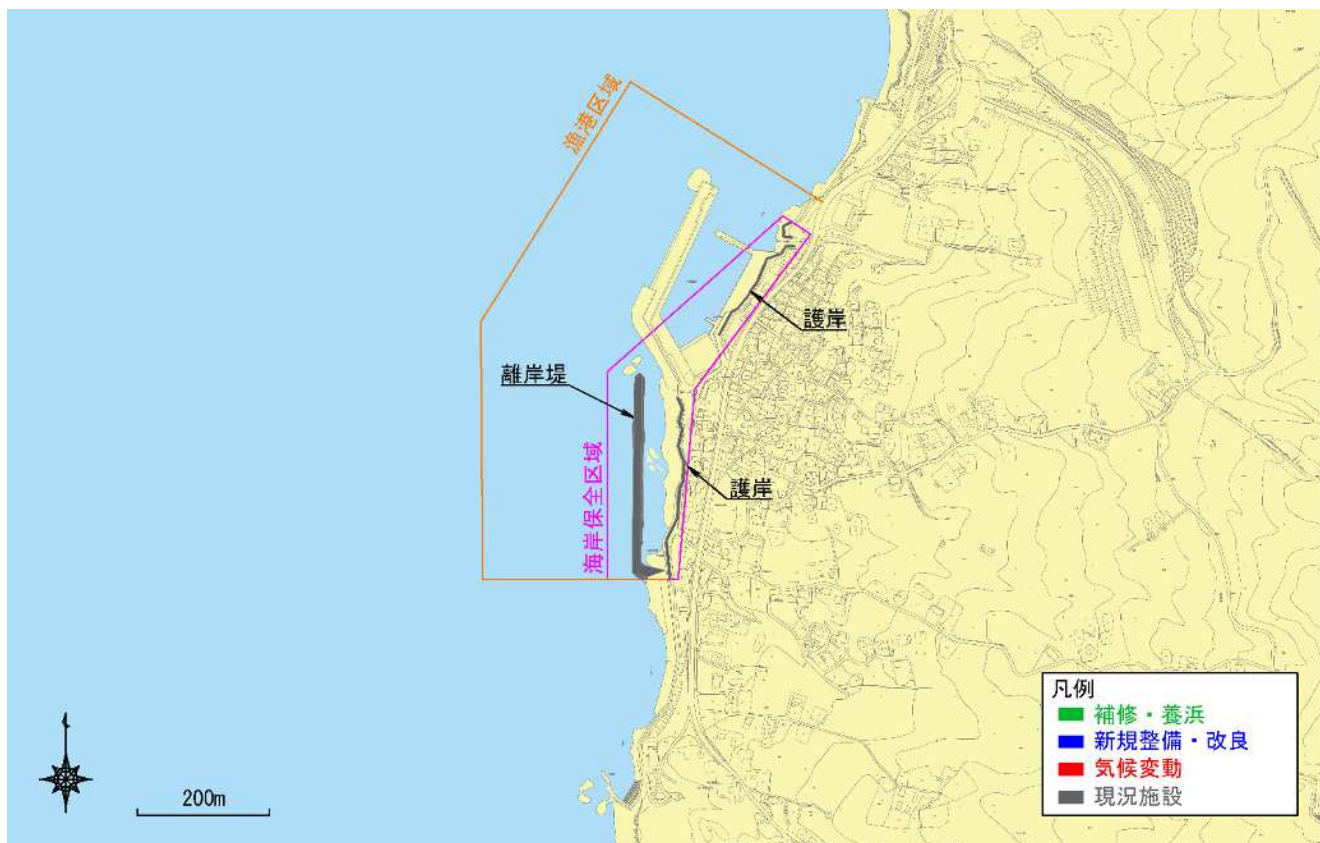 漁港区域
護岸
離岸堤
海岸保全区域
護岸
200m
凡例
補修・養浜
新規整備・改良
気候変動
現況施設